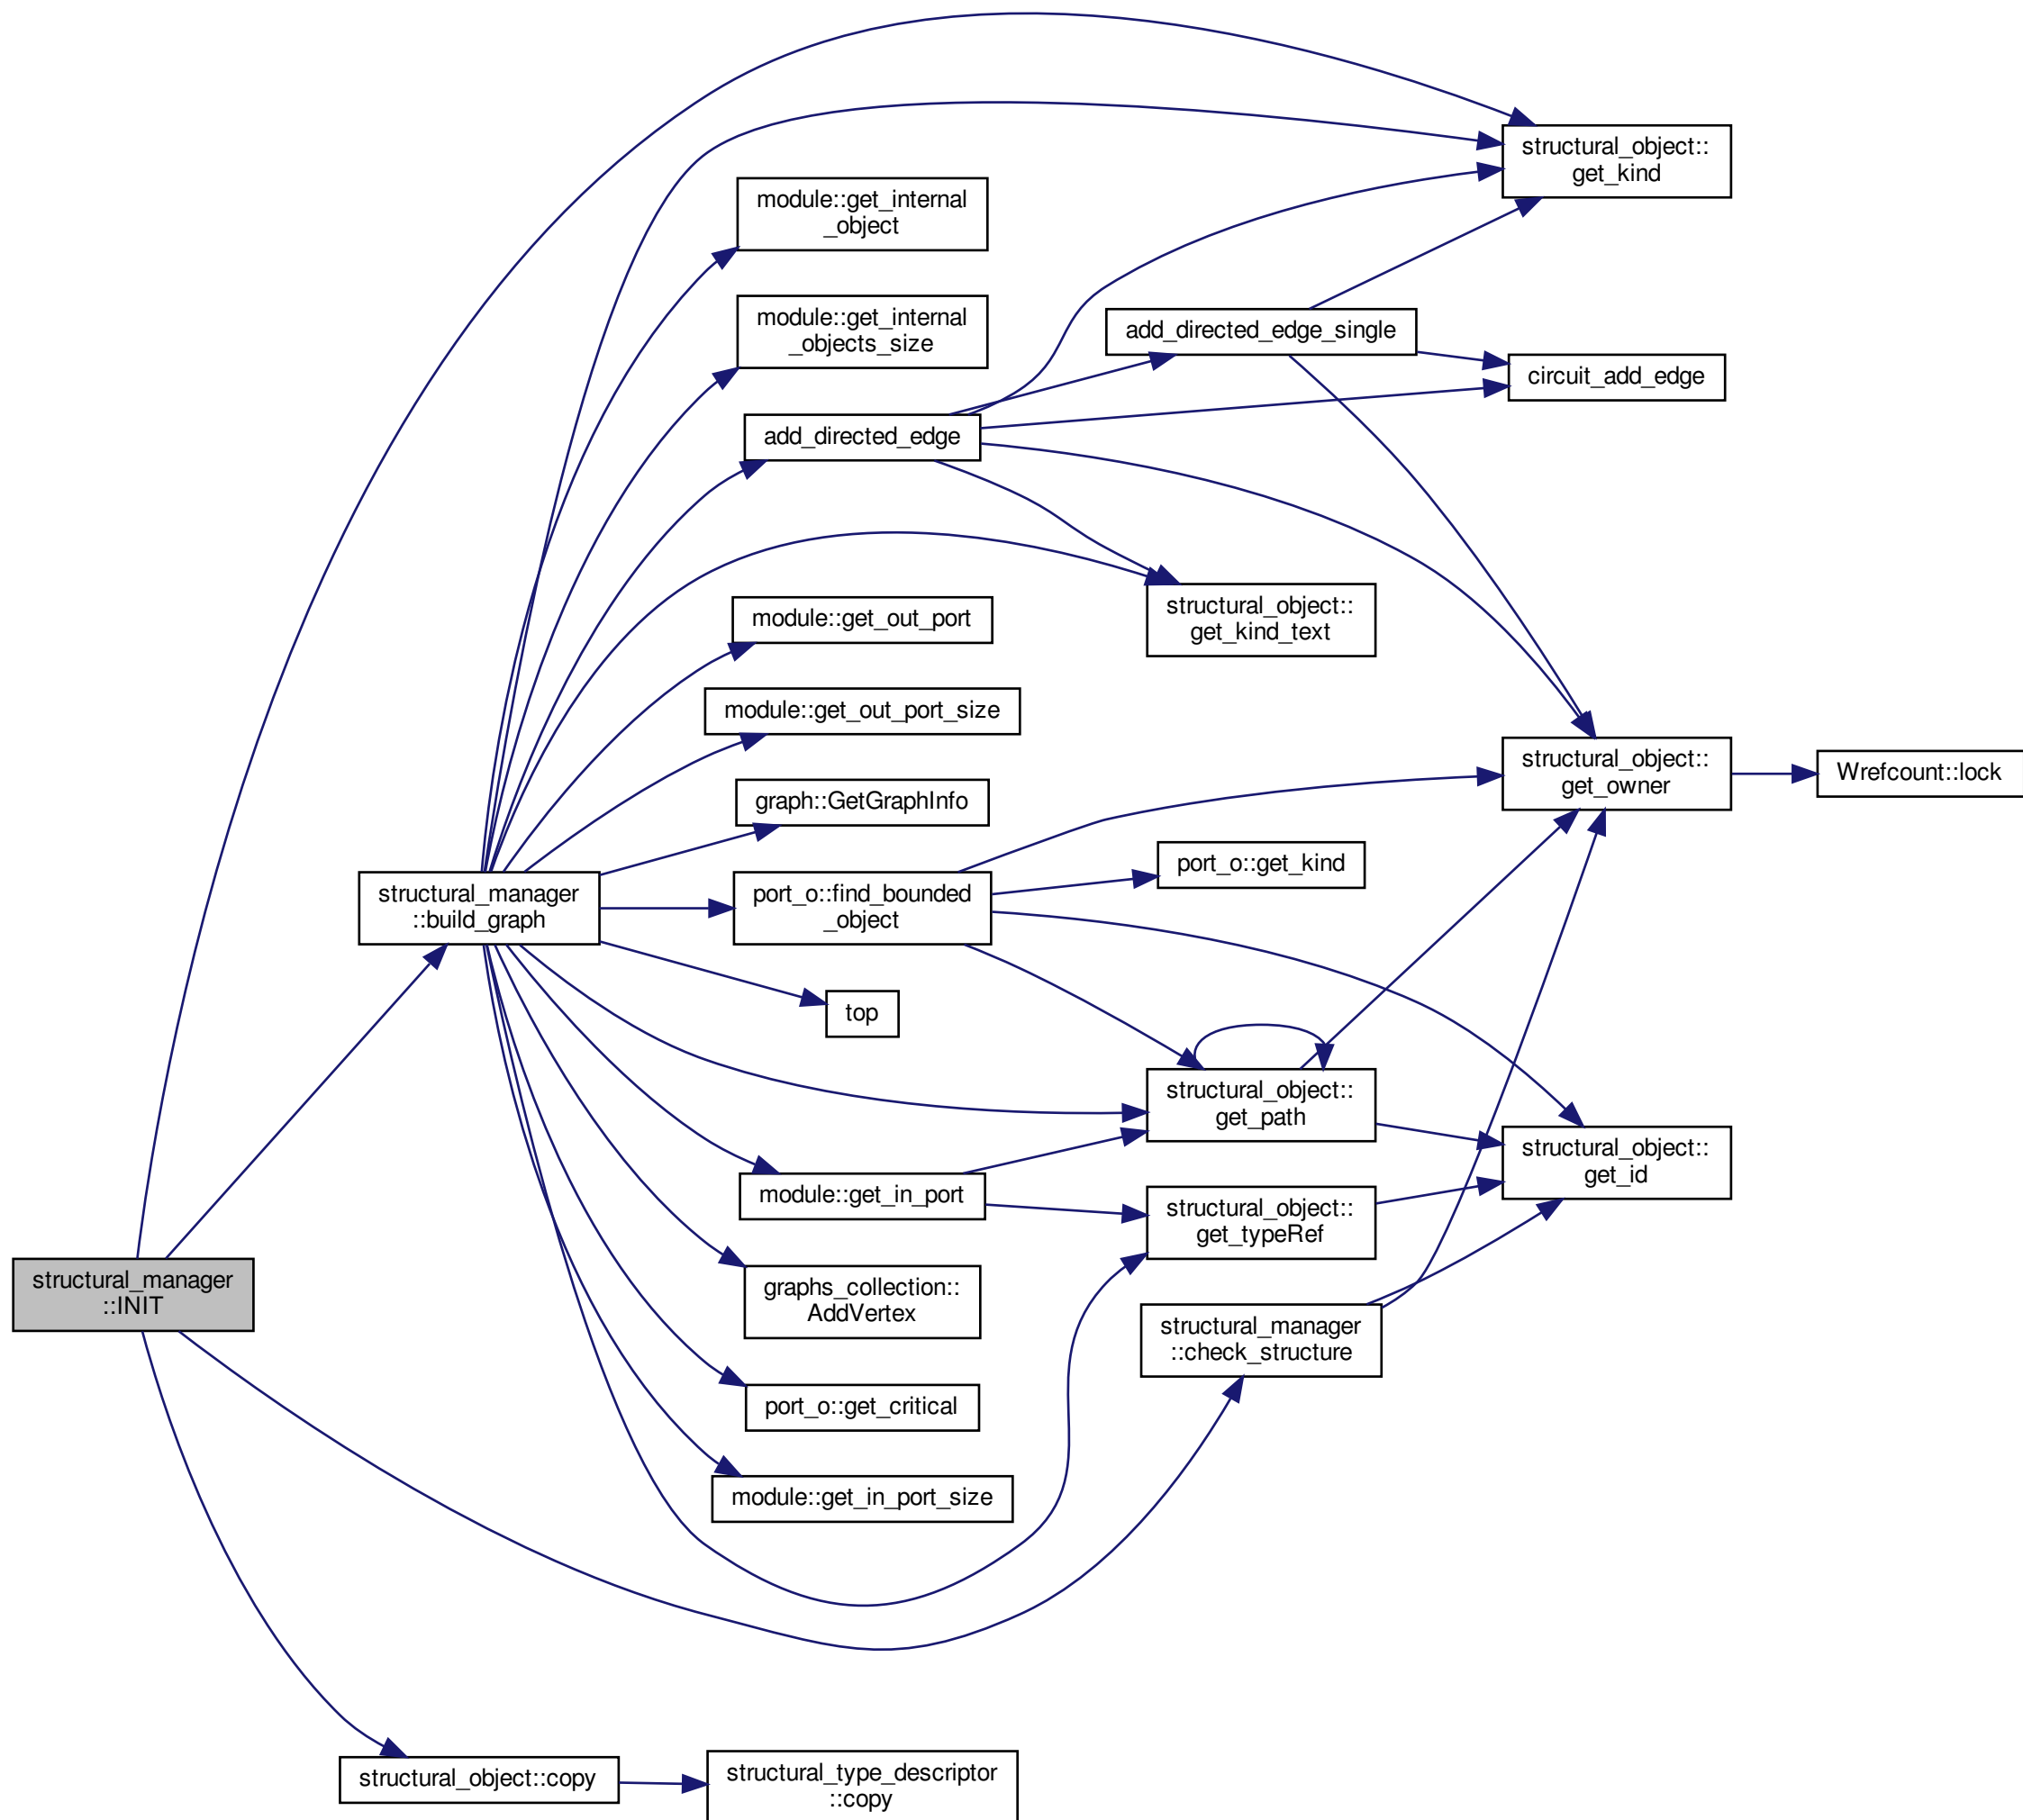 structural_object::
get_kind
module::get_internal
_object
module::get_internal
_objects_size
add_directed_edge_single
circuit_add_edge
add_directed_edge
structural_object::
get_kind_text
module::get_out_port
module::get_out_port_size
structural_object::
get_owner
Wrefcount::lock
graph::GetGraphInfo
port_o::get_kind
structural_manager
::build_graph
port_o::find_bounded
_object
top
structural_object::
get_path
structural_object::
get_id
module::get_in_port
structural_object::
get_typeRef
structural_manager
::INIT
graphs_collection::
AddVertex
structural_manager
::check_structure
port_o::get_critical
module::get_in_port_size
structural_object::copy
structural_type_descriptor
::copy